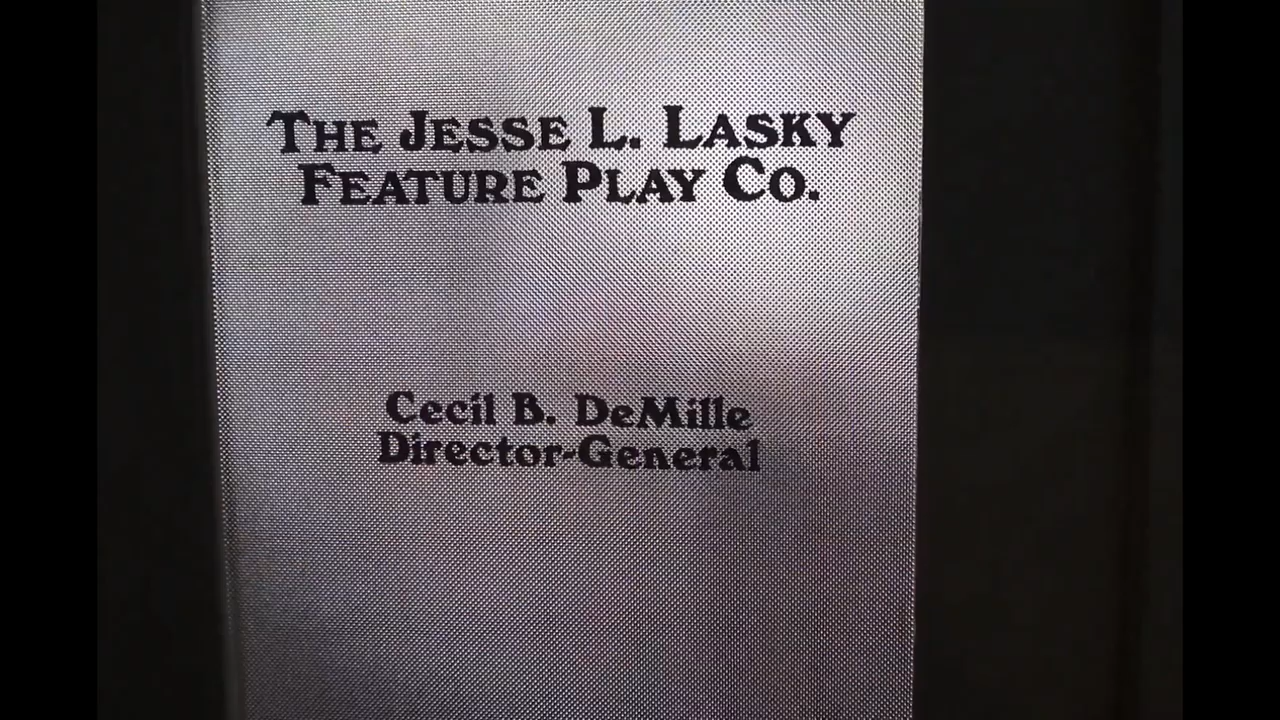 THE JESSE L. LASKY
FEATURE PLAY CO.
Cecil B. DeMille
Director-General